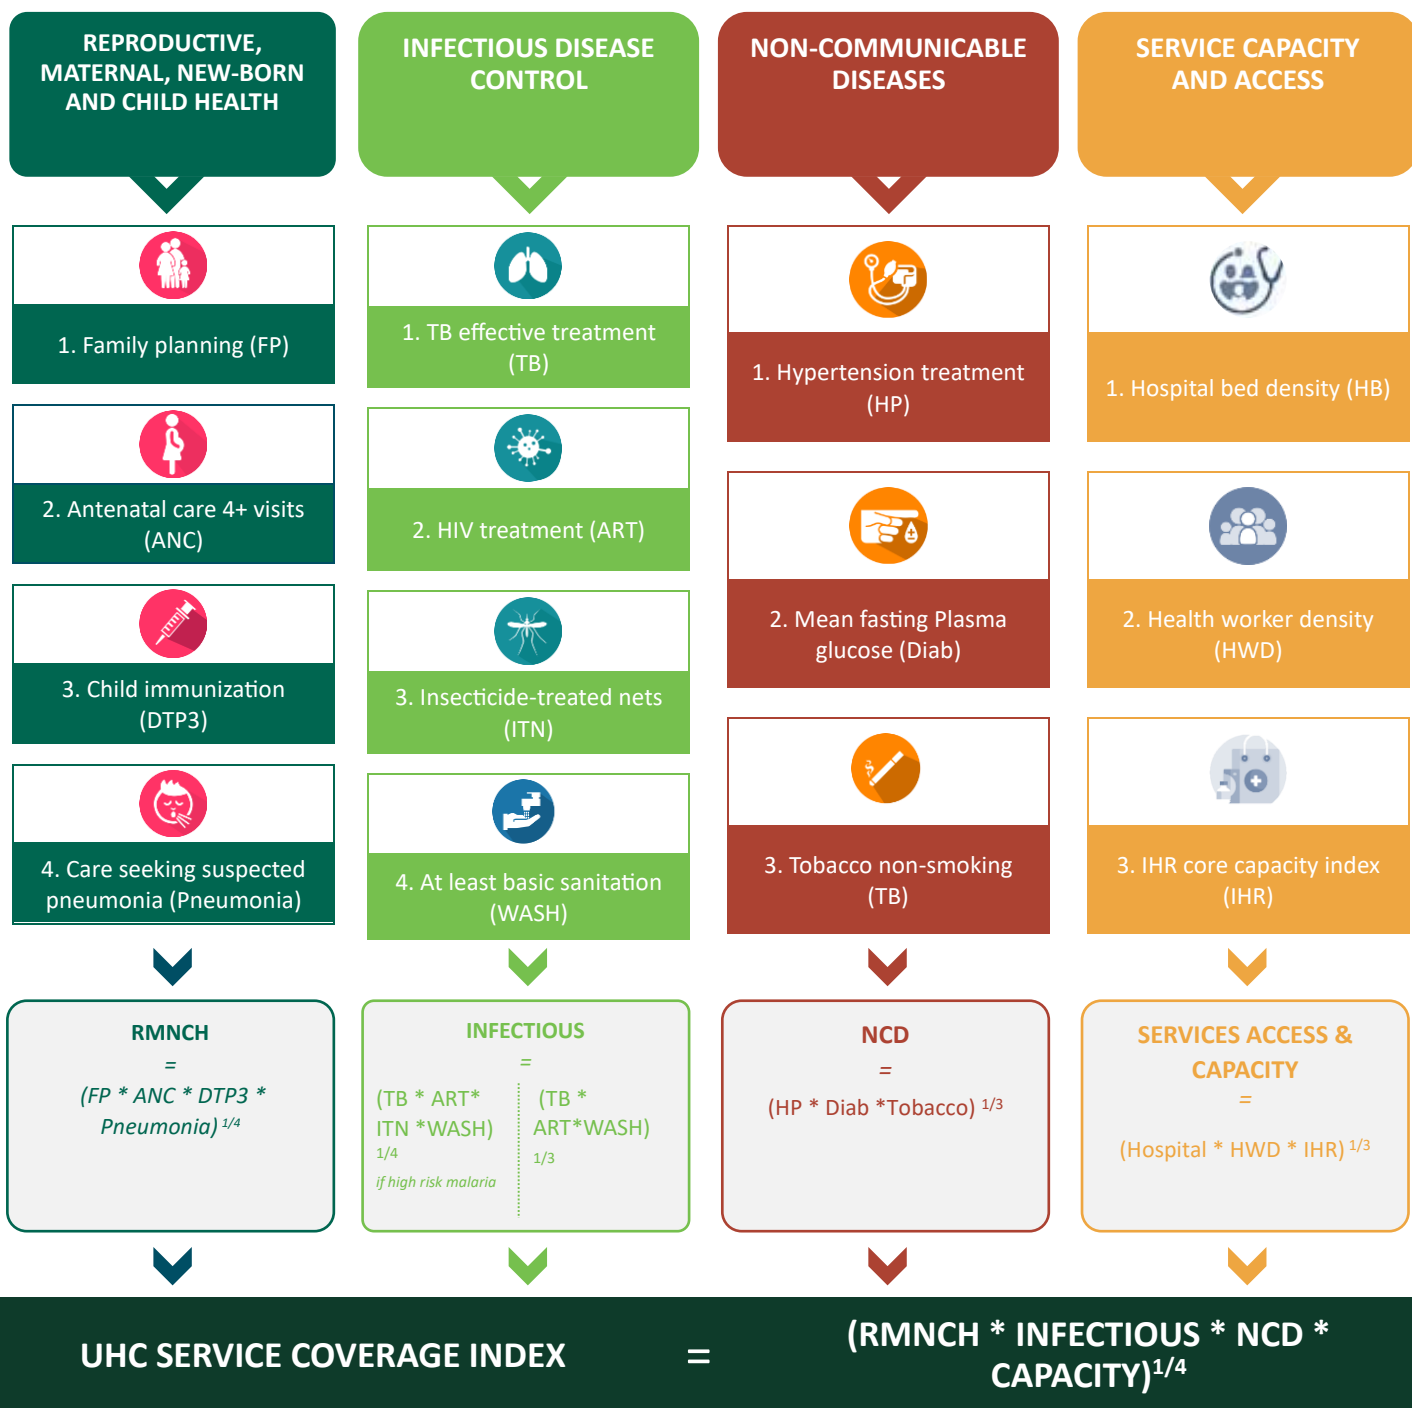 REPRODUCTIVE,
MATERNAL, NEW-BORN
AND CHILD HEALTH
1. Family planning (FP)
2. Antenatal care 4+ visits
(ANC)
3. Child immunization
(DTP3)
4. Care seeking suspected
pneumonia (Pneumonia)
RMNCH
=
(FP * ANC * DTP3 *
Pneumonia) 1/4
INFECTIOUS DISEASE
CONTROL
1. TB effective treatment
(TB)
2. HIV treatment (ART)
3. Insecticide-treated nets
(ITN)
4. At least basic sanitation
(WASH)
INFECTIOUS
=
(TB * ART*
ITN *WASH)
1/4
if high risk malaria
(TB *
ART*WASH)
1/3
NON-COMMUNICABLE
DISEASES
1. Hypertension treatment
(HP)
2. Mean fasting Plasma
glucose (Diab)
3. Tobacco non-smoking
(TB)
NCD
=
(HP * Diab *Tobacco) 1/3
SERVICE CAPACITY
AND ACCESS
1. Hospital bed density (HB)
2. Health worker density
(HWD)
3. IHR core capacity index
(IHR)
SERVICES ACCESS &
CAPACITY
=
(Hospital * HWD * IHR) 1/3
UHC SERVICE COVERAGE INDEX
=
(RMNCH * INFECTIOUS * NCD *
CAPACITY)1/4